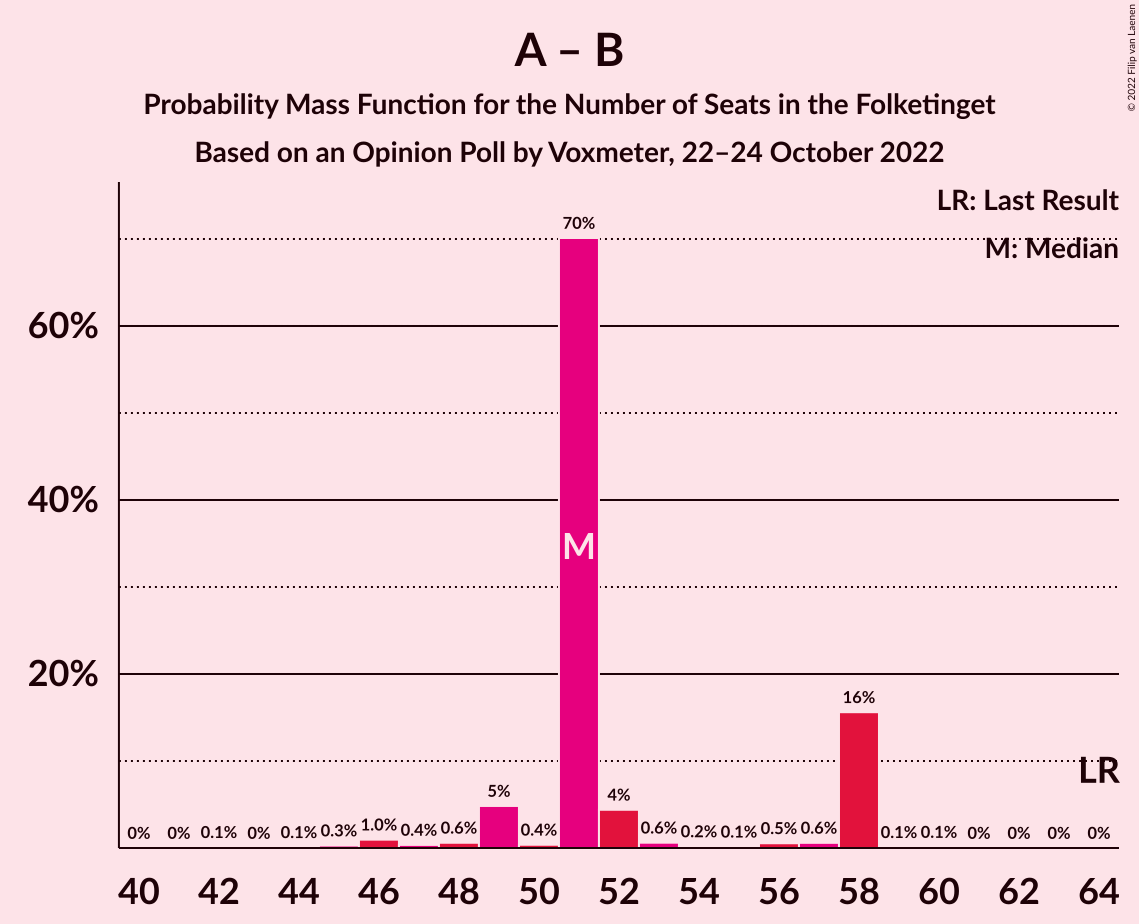 A – B
Probability Mass Function for the Number of Seats in the Folketinget
Based on an Opinion Poll by Voxmeter, 22–24 October 2022
© 2022 Filip van Laenen
LR: Last Result
M: Median
60%
40%
20%
0% 0% 0.1% 0% 0.1% 0.3% 1.0% 0.4% 0.6% 5% 0.4% 70% 4% 0.6% 0.2% 0.1% 0.5% 0.6% 16% 0.1% 0.1% 0% 0% 0% 0%
M
LR
40 42 44 46 48 50 52 54 56 58 60 62 64